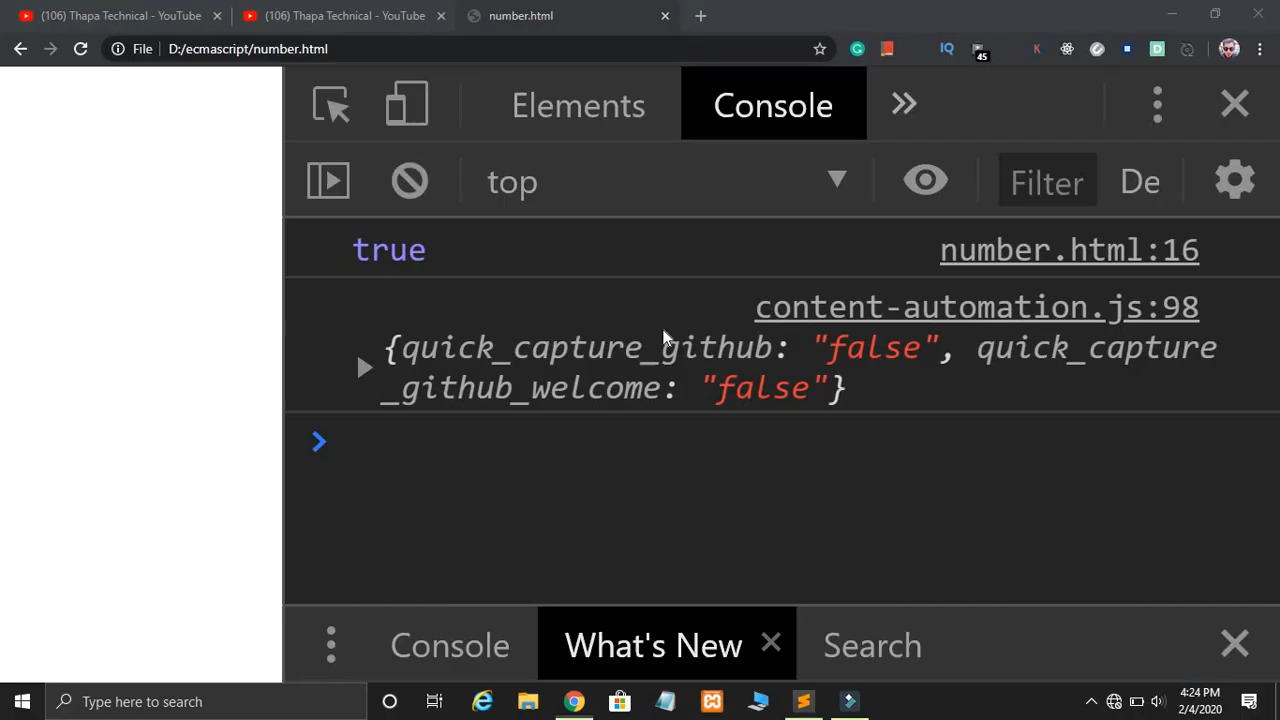 (106) Thapa Technical - YouTube
(106) Thapa Technical - YouTube
number.html
File
D:/ecmascript/number.html
IQ
45
K
D
Elements
Console
top
Filter
De
true
number.html:16
content-automation.js:98
{quick_capture_github: "false", quick_capture
_github_welcome: "false"}
Console
What's New
Search
Type here to search
4:24 PM
2/4/2020